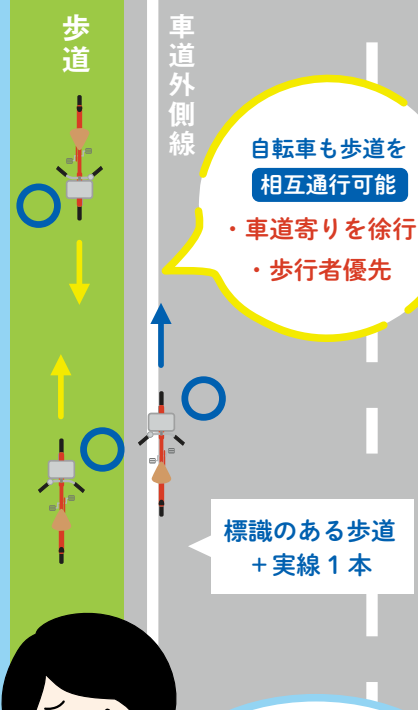 歩道
車道外側線
自転車も歩道を
相互通行可能
・車道寄りを徐行
・歩行者優先
標識のある歩道
＋実線１本